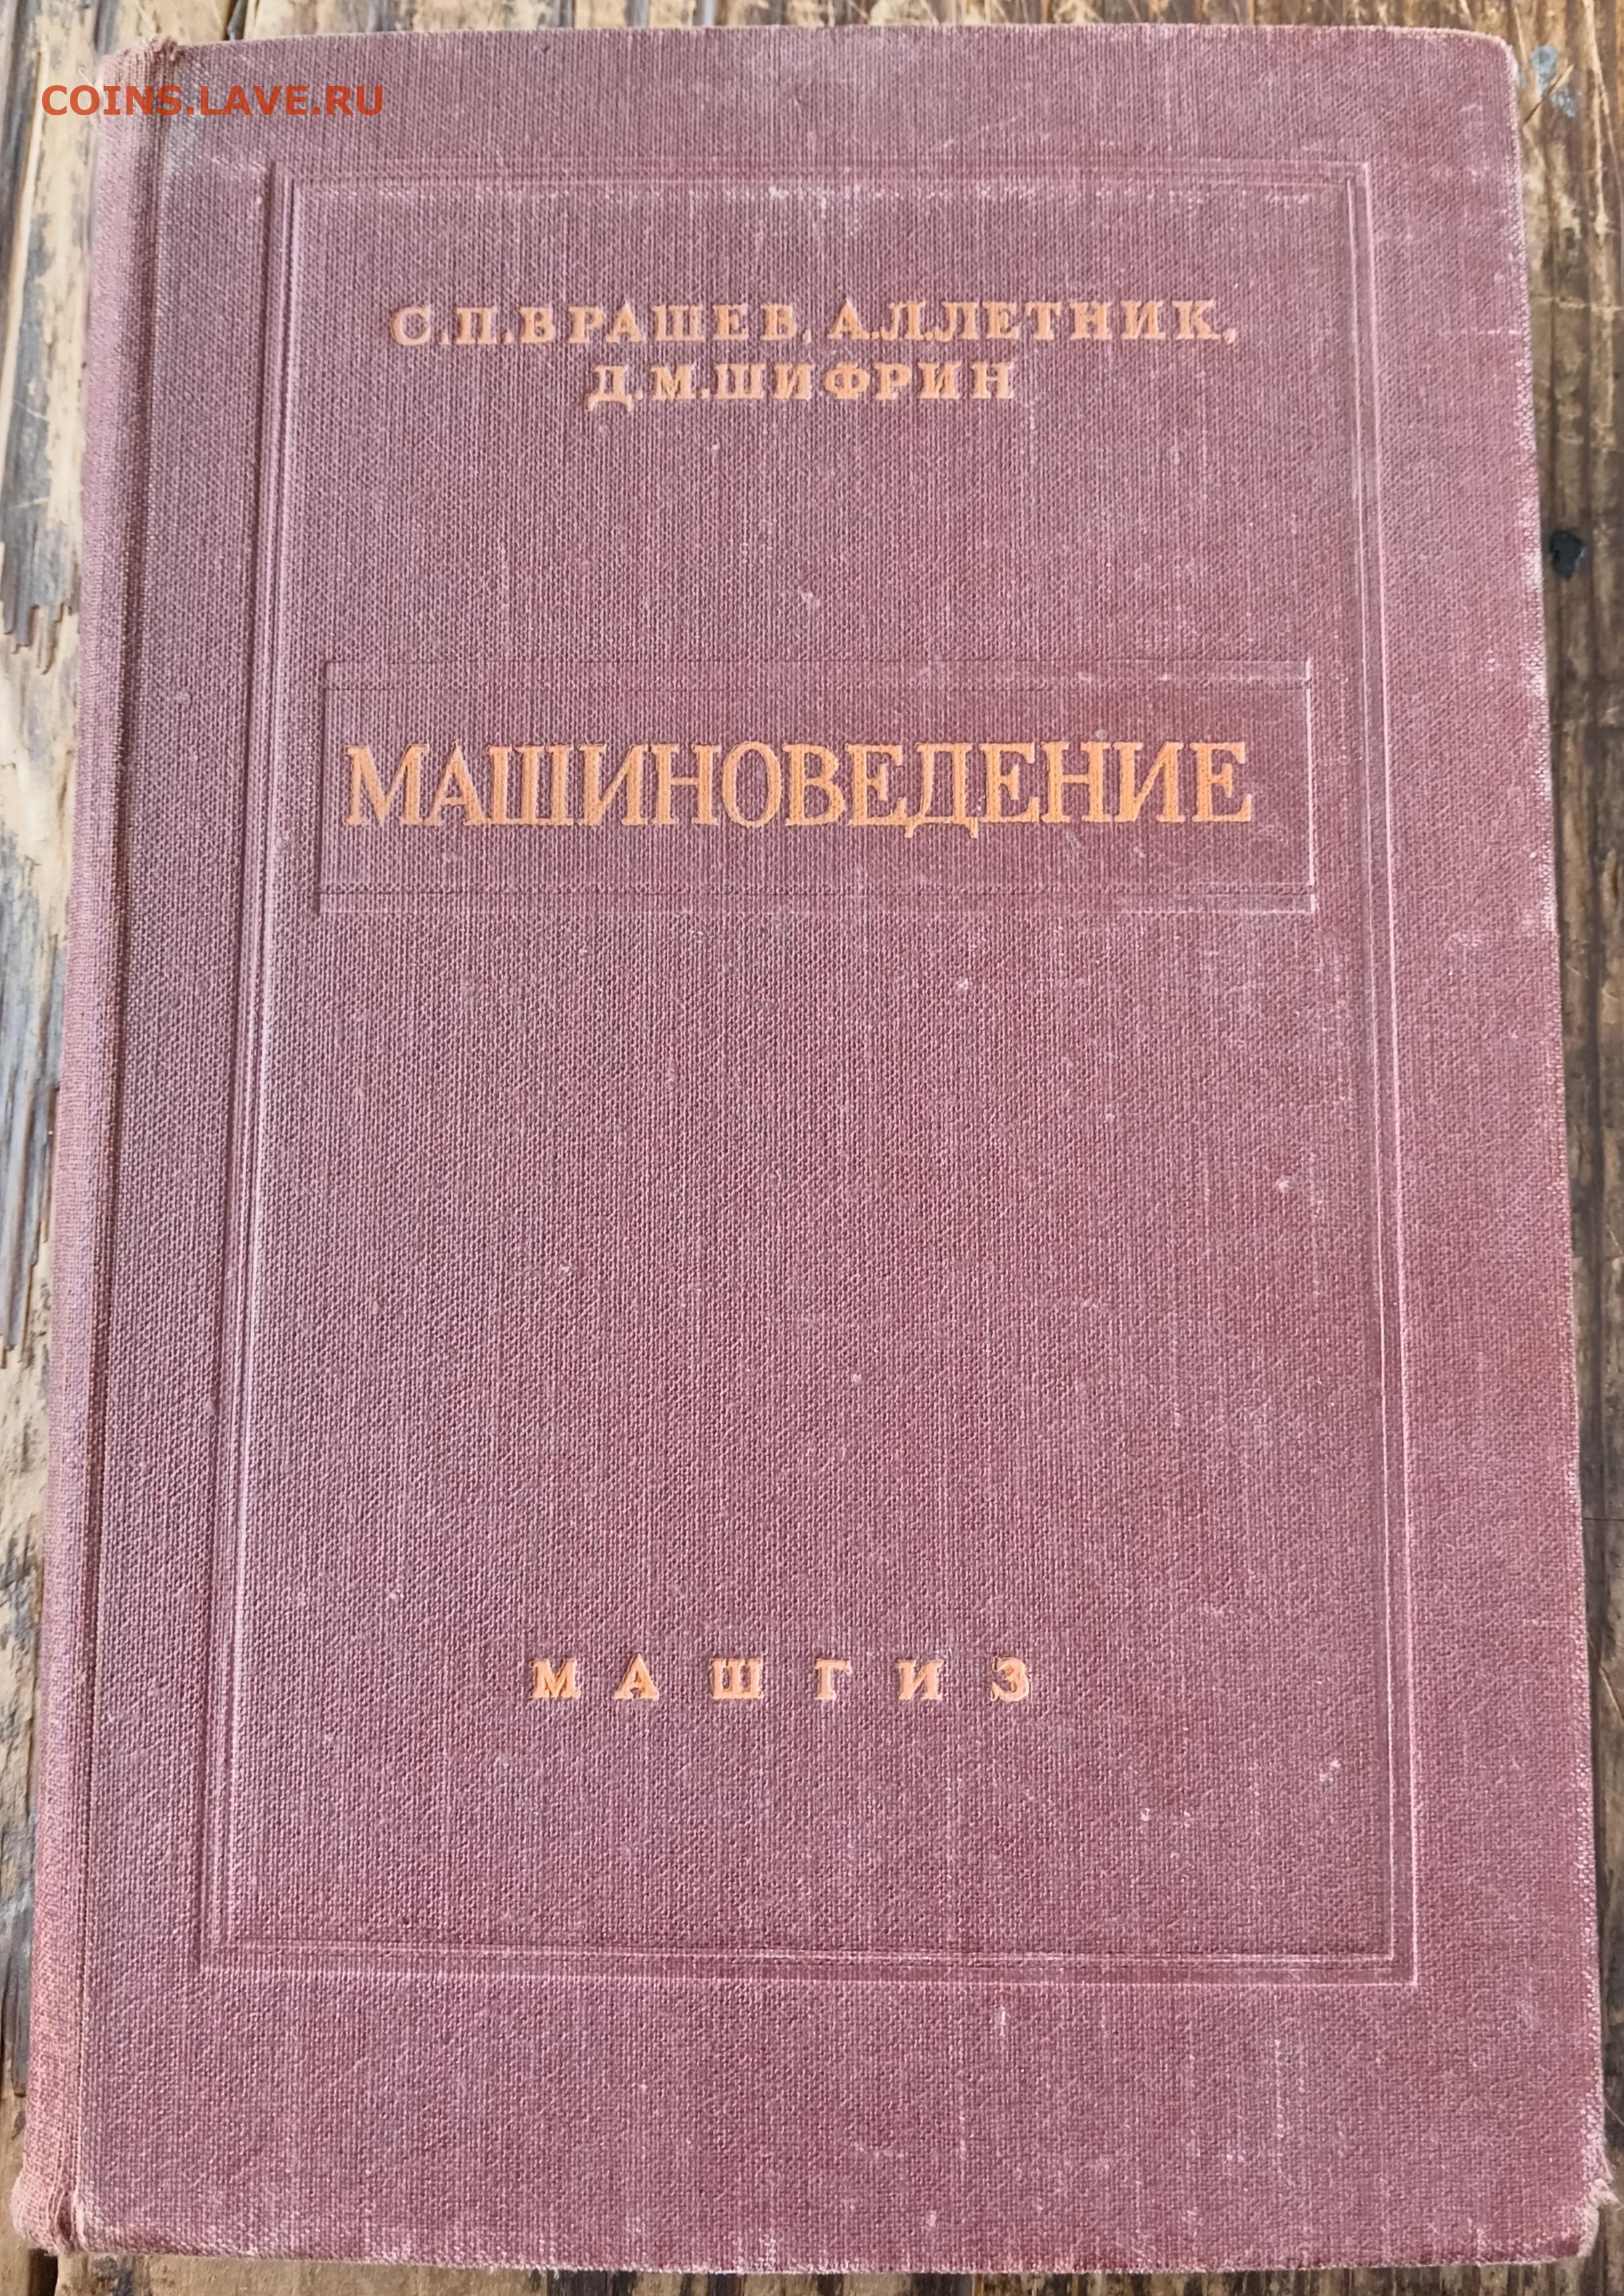 COINS.LAVE.RU
С.П.ВРАШЕВ, А.Л.ЛЕТНИК,
Д.М.ШИФРИН
МАШИНОВЕДЕНИЕ
МАШГИЗ